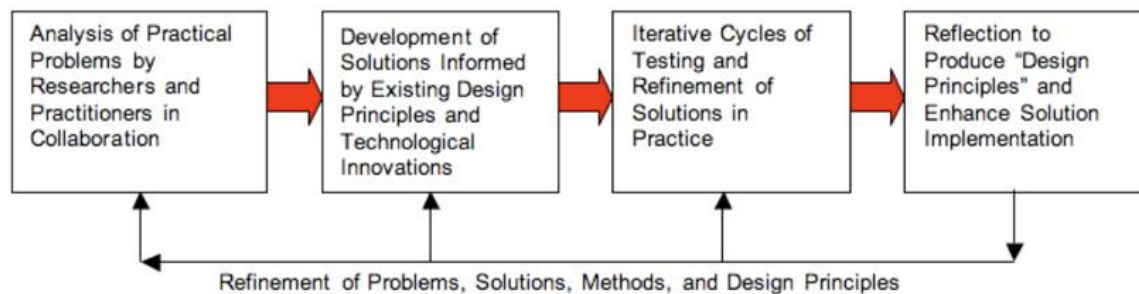 Analysis of Practical
Problems by
Researchers and
Practitioners in
Collaboration
Development of
Solutions Informed
by Existing Design
Principles and
Technological
Innovations
Iterative Cycles of
Testing and
Refinement of
Solutions in
Practice
Reflection to
Produce “Design
Principles” and
Enhance Solution
Implementation
Refinement of Problems, Solutions, Methods, and Design Principles